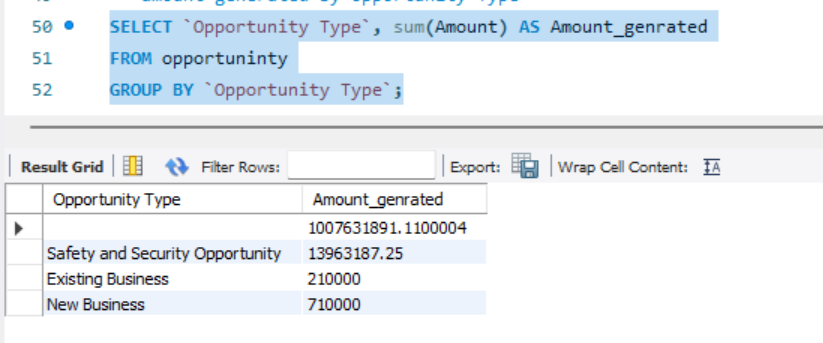 50 SELECT `Opportunity Type`, sum(Amount) AS Amount_genrated
51 FROM opportuninty
52 GROUP BY `Opportunity Type`;
Result Grid Filter Rows: Export: Wrap Cell Content: IA
Opportunity Type Amount_genrated
1007631891.1100004
Safety and Security Opportunity 13963187.25
Existing Business 210000
New Business 710000